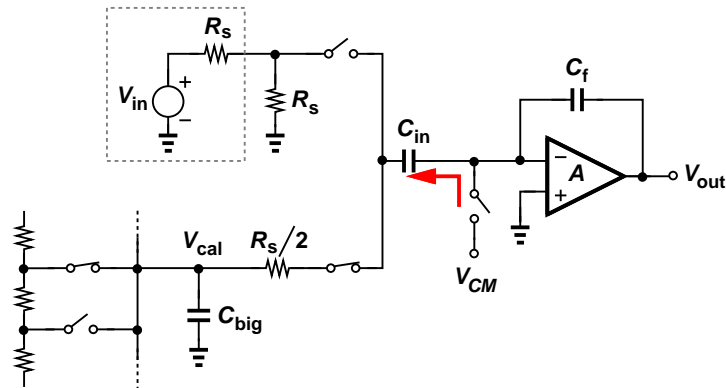 Rs
Vin
+
−
Rs
Cin
Cf
−
A
+
Vout
VCM
Vcal
Rs/2
Cbig